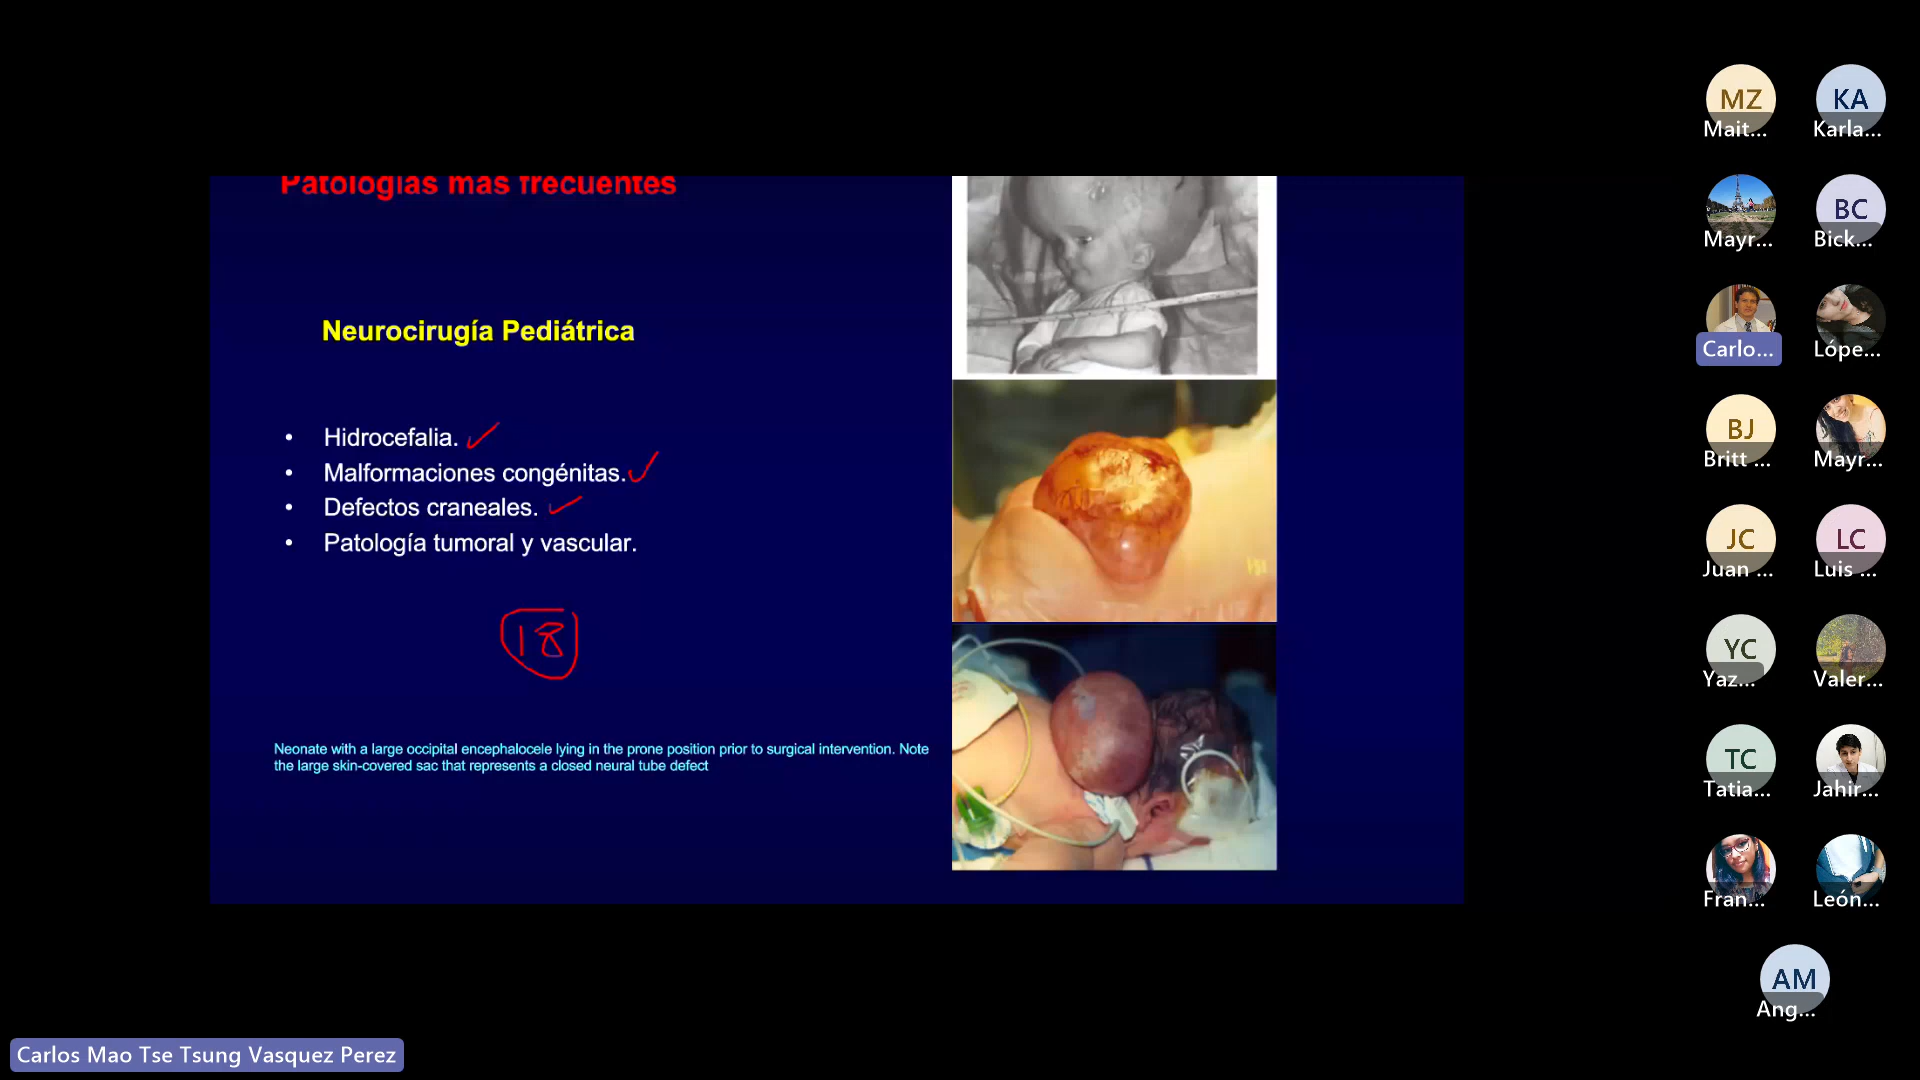 Patologías más frecuentes
Neurocirugía Pediátrica
• Hidrocefalia.
• Malformaciones congénitas.
• Defectos craneales.
• Patología tumoral y vascular.
18
Neonate with a large occipital encephalocele lying in the prone position prior to surgical intervention. Note
the large skin-covered sac that represents a closed neural tube defect
MZ
Mait...
KA
Karla...
Mayr...
BC
Bick...
Carlo...
Lópe...
BJ
Britt ...
Mayr...
JC
Juan ...
LC
Luis ...
YC
Yaz...
Valer...
TC
Tatia...
Jahir...
Fran...
León...
AM
Ang...
Carlos Mao Tse Tsung Vasquez Perez